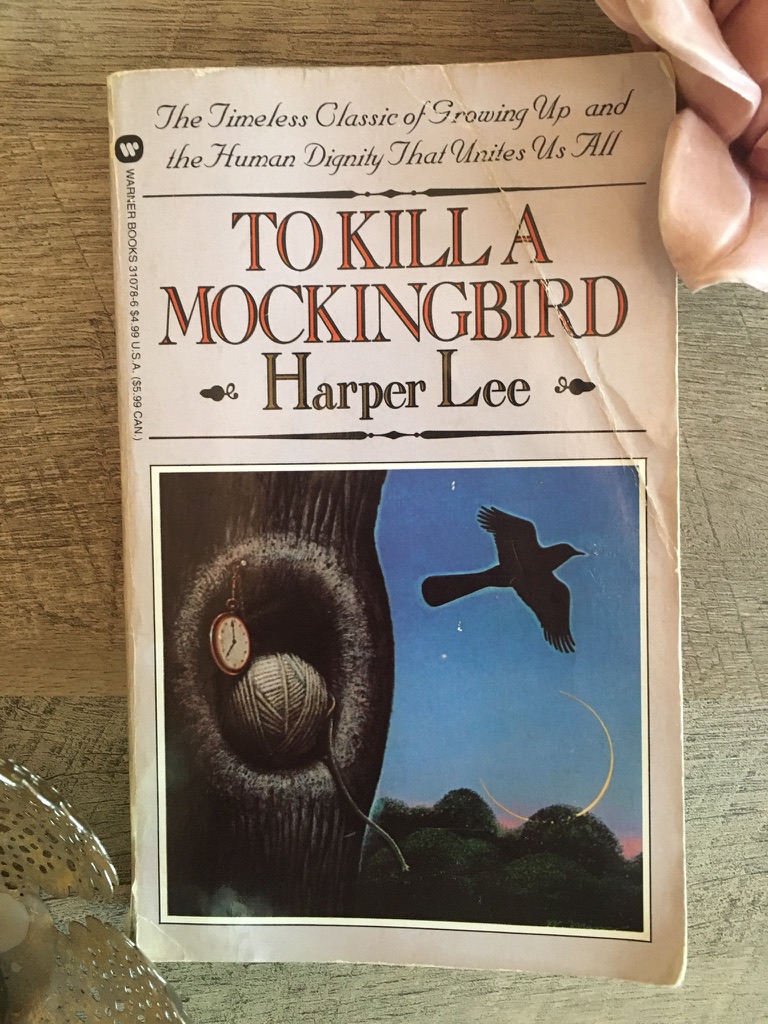 The Timeless Classic of Growing Up and
the Human Dignity That Unites Us All
WARNER BOOKS 31078-6 $4.99 U.S.A. ($5.99 CAN.)
TO KILL A
MOCKINGBIRD
Harper Lee